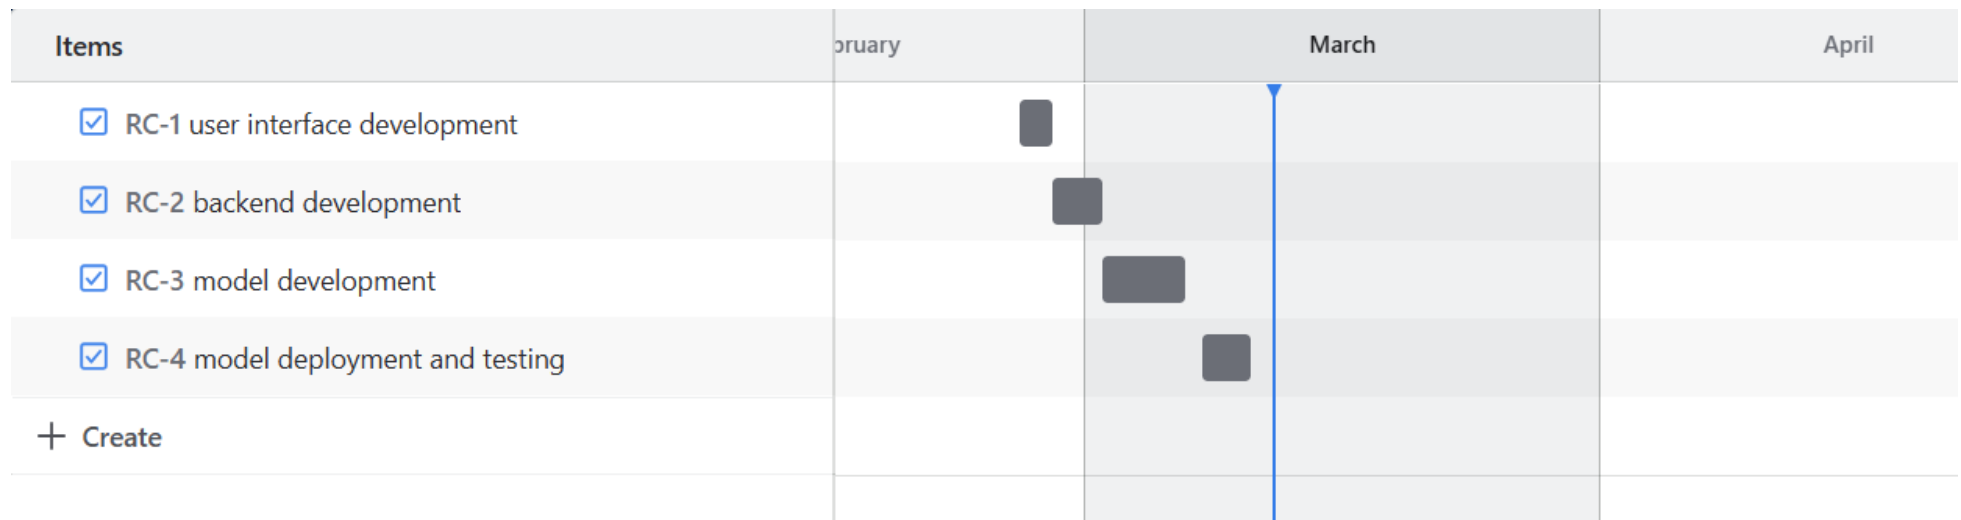 Items
bruary
March
April
RC-1 user interface development
RC-2 backend development
RC-3 model development
RC-4 model deployment and testing
+ Create